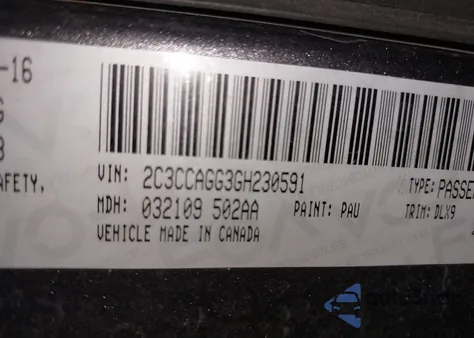 -16
VIN: 2C3CCAGG3GH230591
TYPE: PASSE
AFETY,
MDH: 032109 502AA PAINT: PAU TRIM: DLX9
VEHICLE MADE IN CANADA